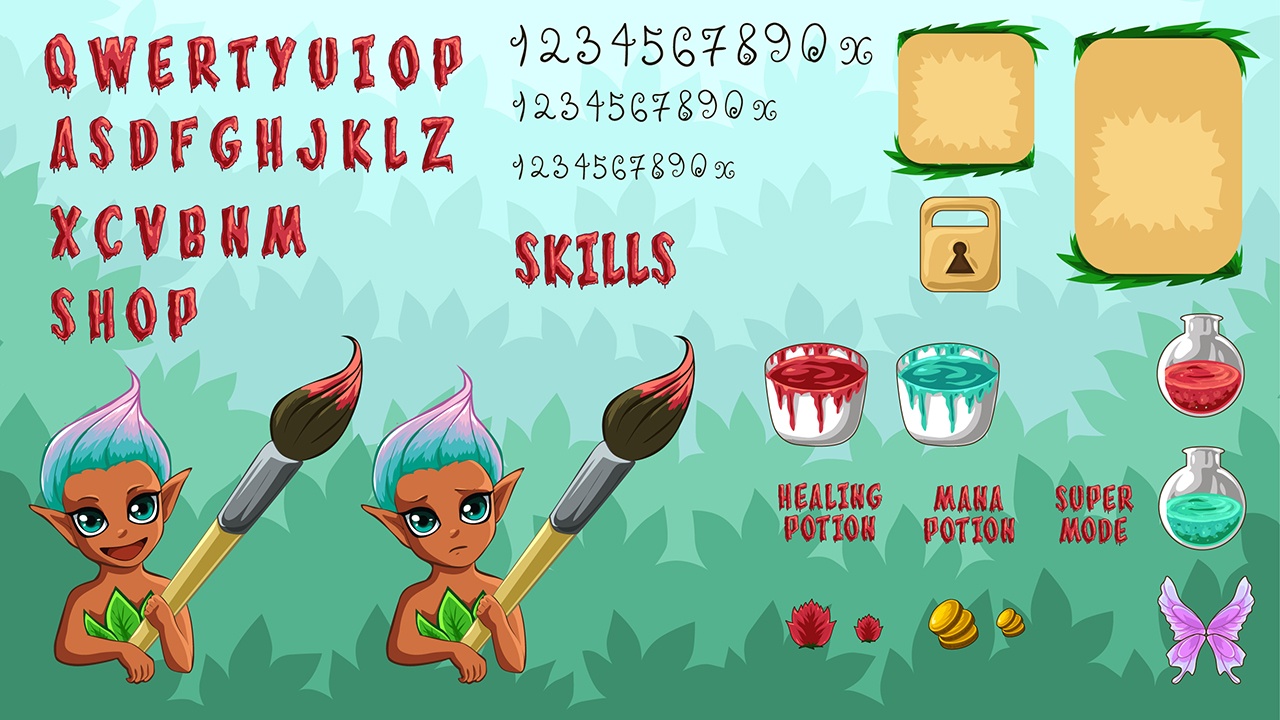 QWERTYUIOP
ASDFGHJKLZ
XCVBNM
SHOP
1234567890x
1234567890x
1234567890x
SKILLS
HEALING
POTION
MANA
POTION
SUPER
MODE